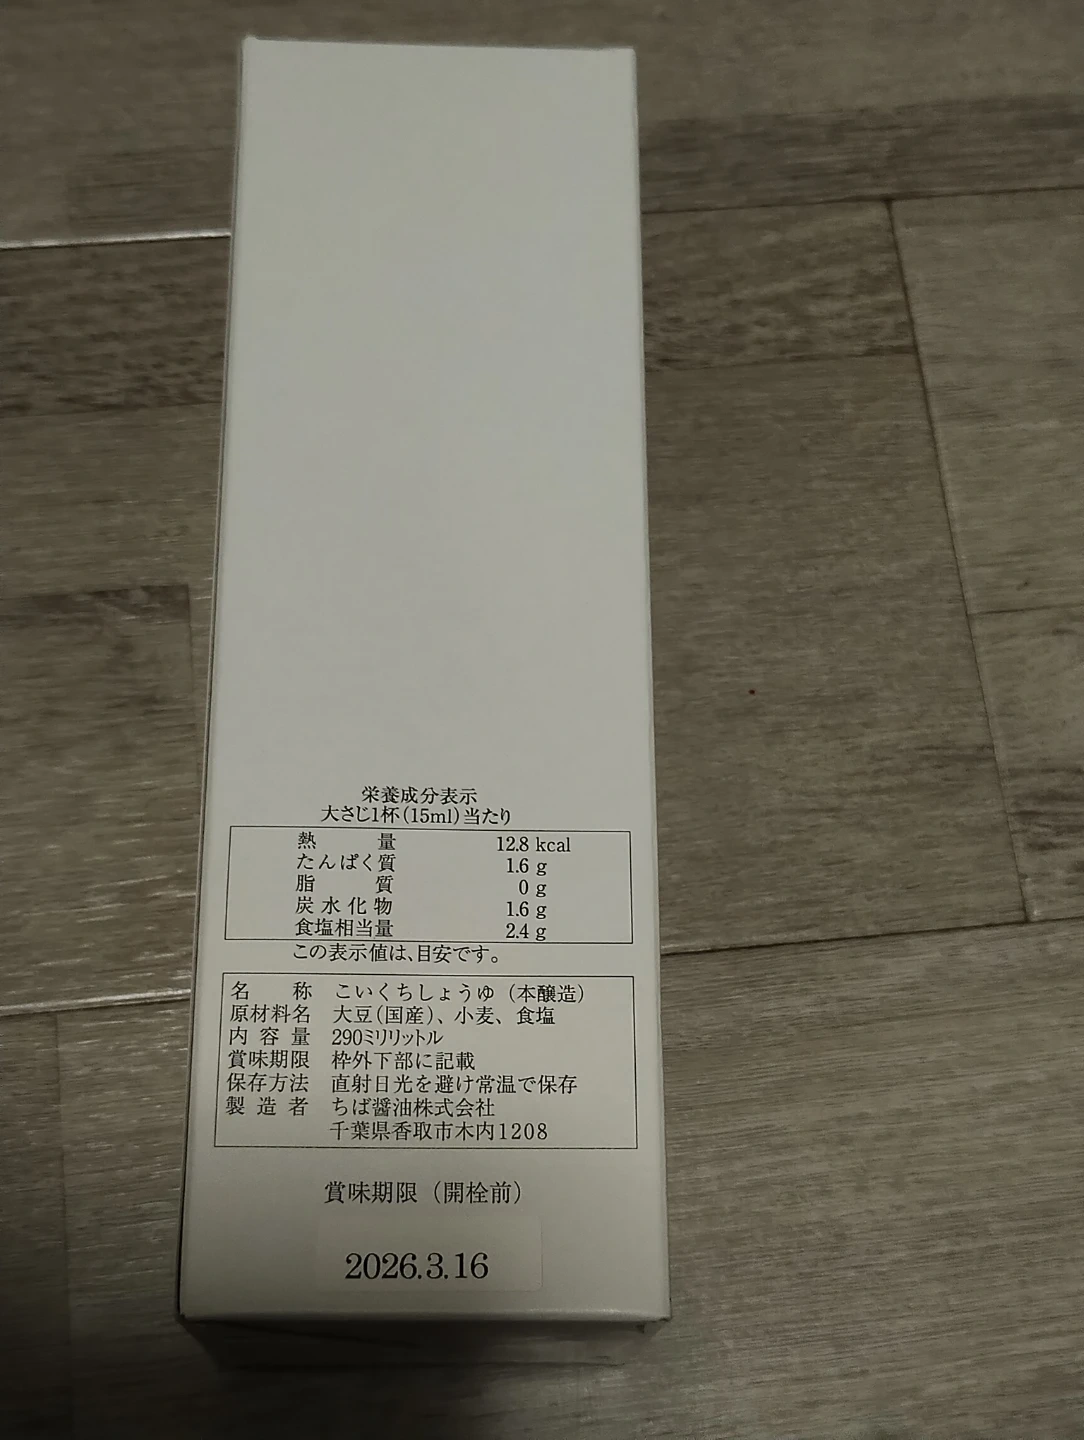 栄養成分表示
大さじ1杯(15ml)当たり
熱量 12.8 kcal
たんぱく質 1.6 g
脂質 0 g
炭水化物 1.6 g
食塩相当量 2.4 g
この表示値は、目安です。
名称 こいくちしょうゆ(本醸造)
原材料名 大豆(国産)、小麦、食塩
内容量 290ミリリットル
賞味期限 枠外下部に記載
保存方法 直射日光を避け常温で保存
製造者 ちば醤油株式会社
千葉県香取市木内1208
賞味期限(開栓前)
2026.3.16